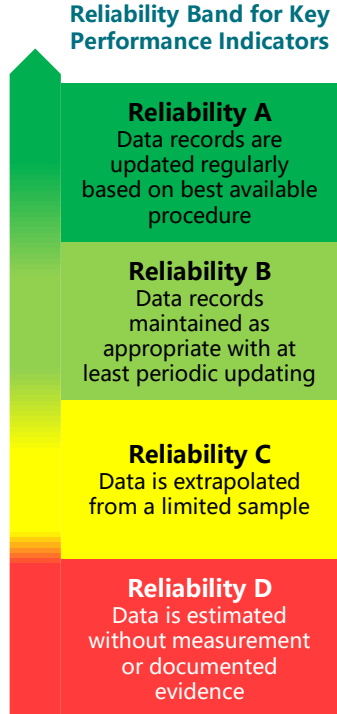 Reliability Band for Key
Performance Indicators
Reliability A
Data records are
updated regularly
based on best available
procedure
Reliability B
Data records
maintained as
appropriate with at
least periodic updating
Reliability C
Data is extrapolated
from a limited sample
Reliability D
Data is estimated
without measurement
or documented
evidence